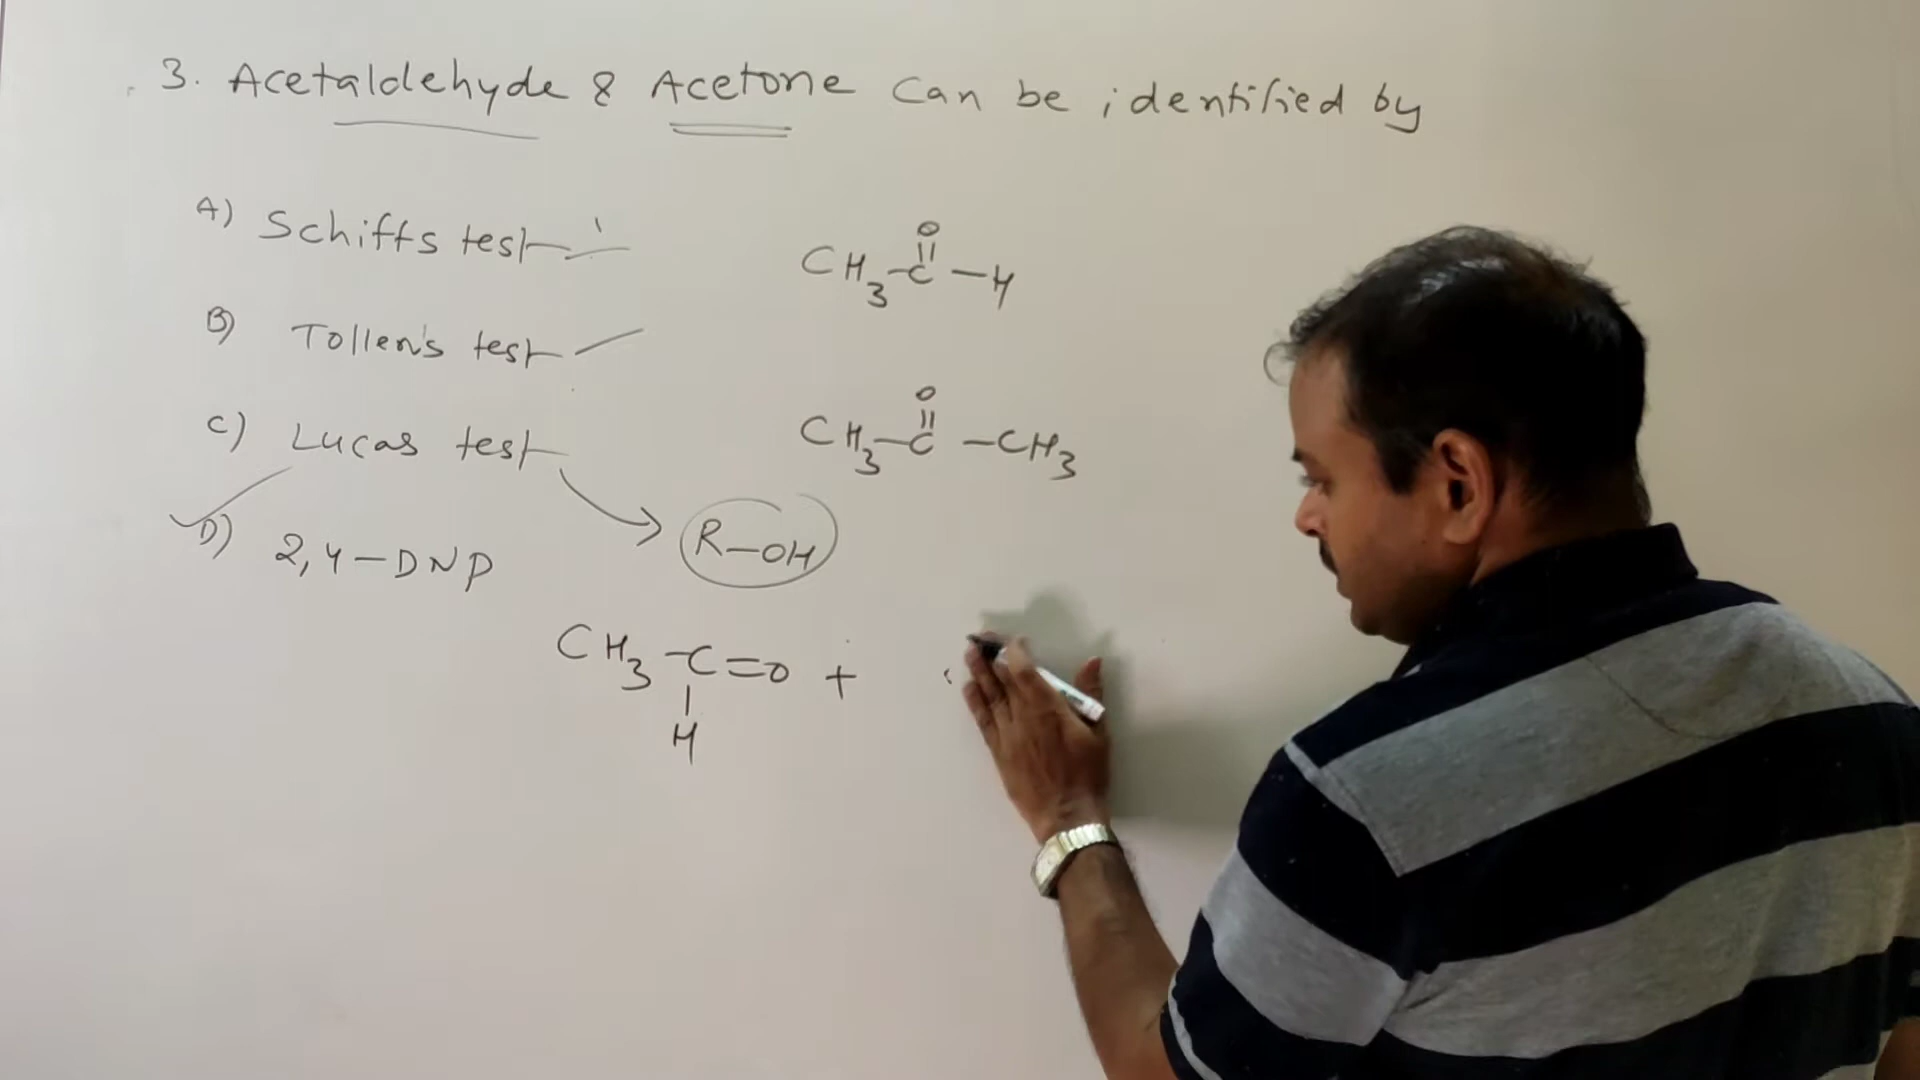 3. Acetaldehyde & Acetone can be identified by
A) Schiffs test
B) Tollen's test
C) Lucas test
D) 2,4-DNP
O
||
CH3-C-H
O
||
CH3-C-CH3
R-OH
CH3-C=O +
|
H